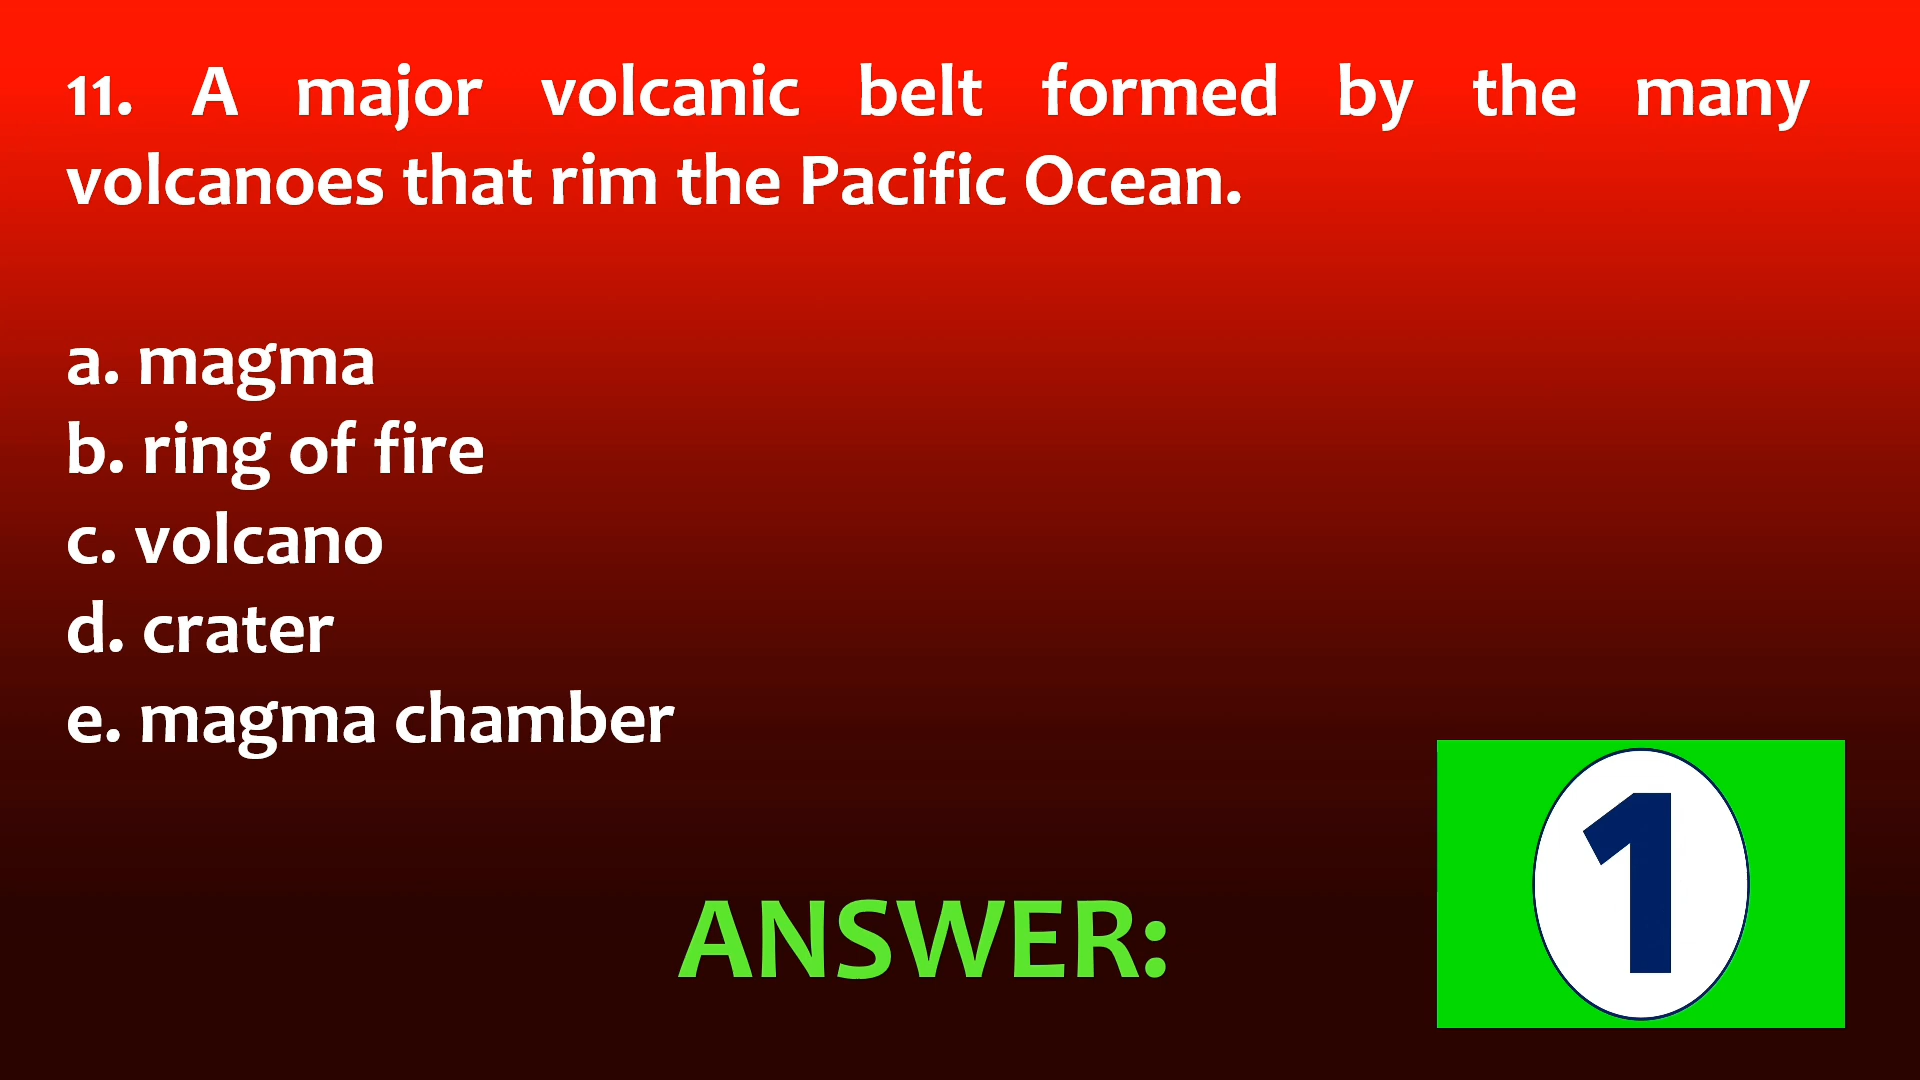 11. A major volcanic belt formed by the many
volcanoes that rim the Pacific Ocean.
a. magma
b. ring of fire
c. volcano
d. crater
e. magma chamber
ANSWER:
1